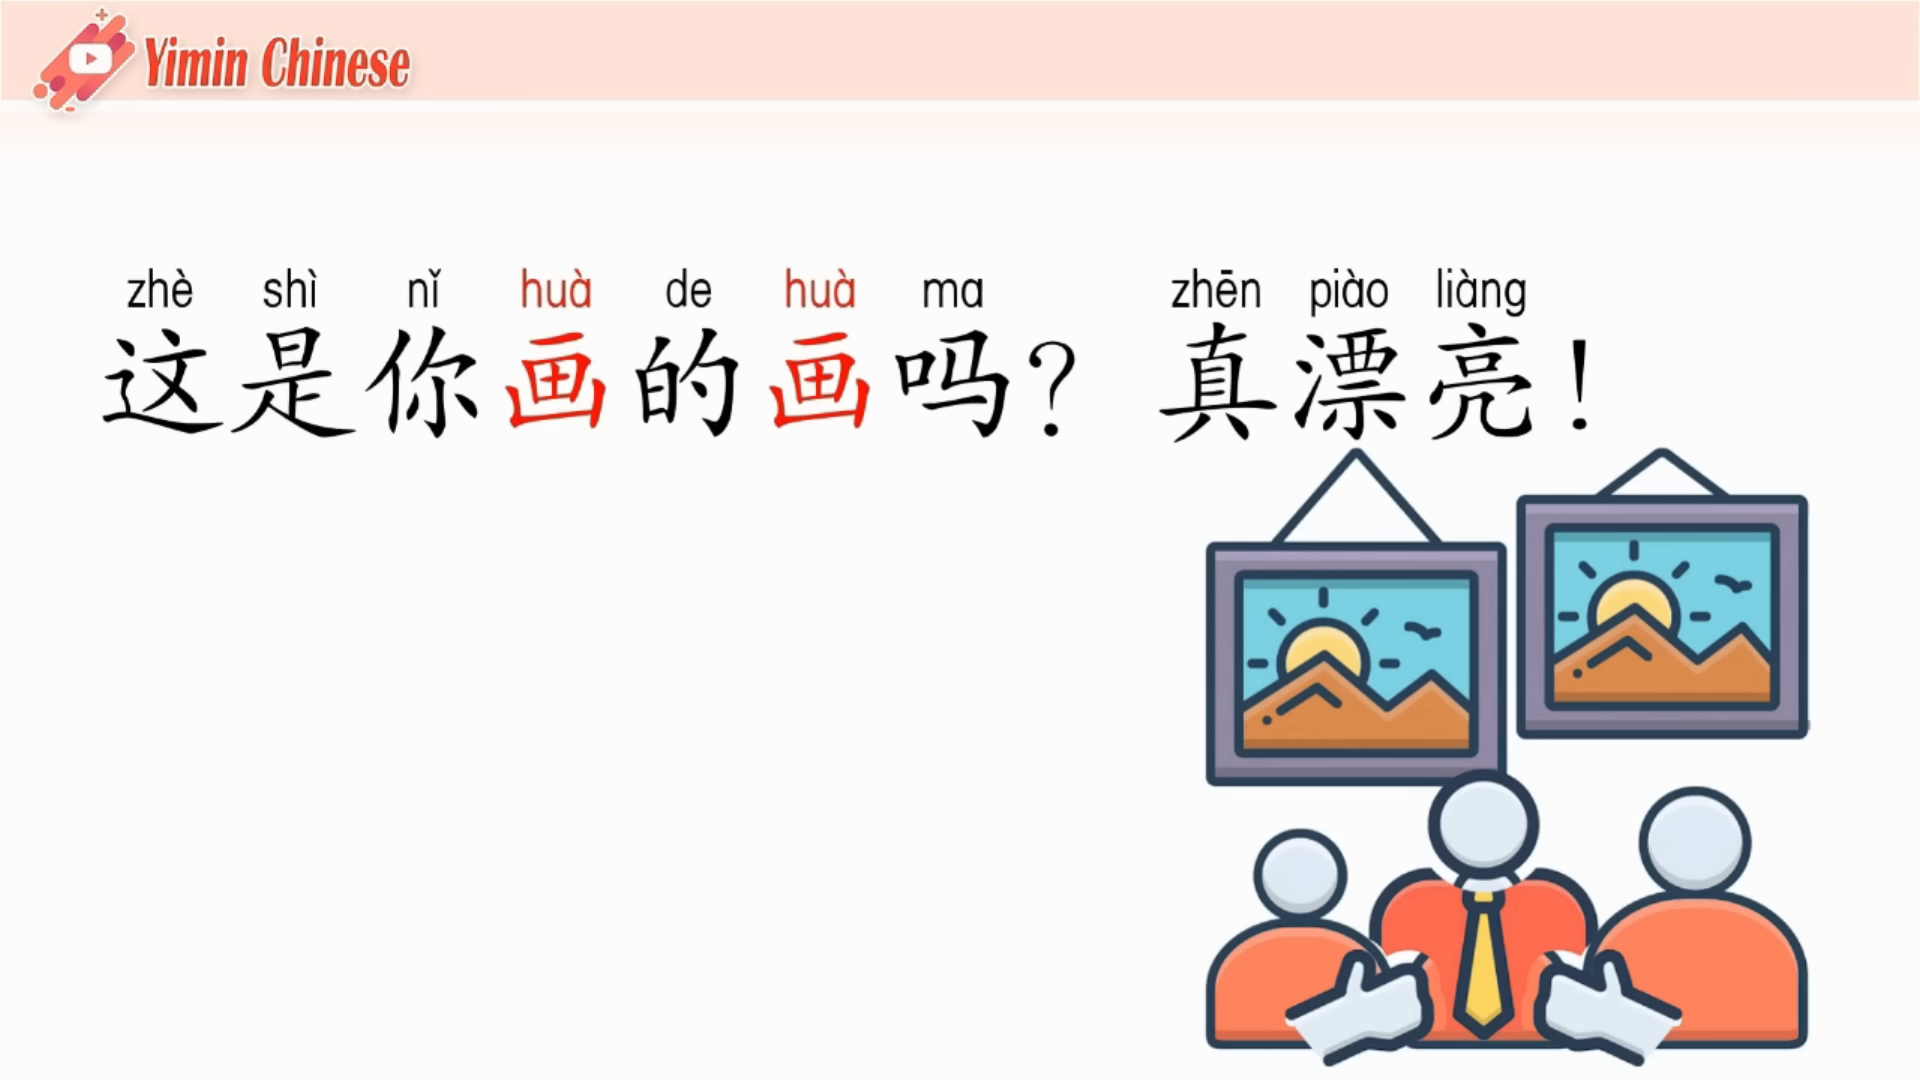 Yimin Chinese
zhè shì nǐ huà de huà ma zhēn piào liàng
这是你画的画吗？真漂亮！